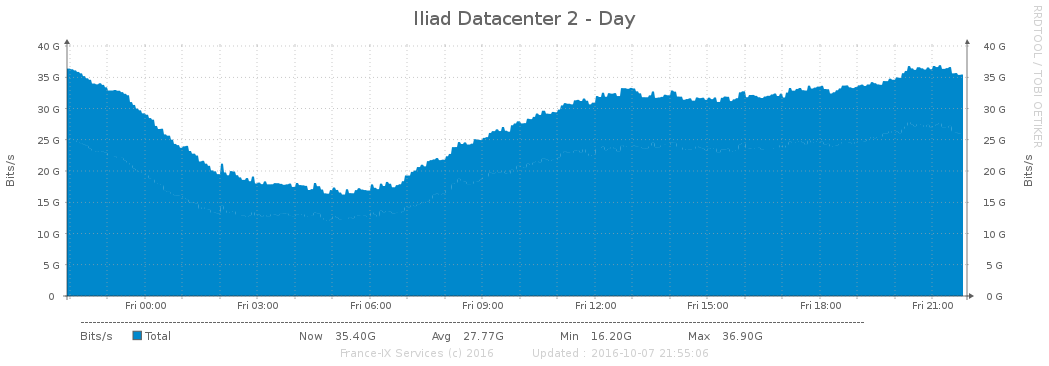 Iliad Datacenter 2 - Day
RRDTOOL / TOBI OETIKER
40 G 40 G
35 G 35 G
30 G 30 G
25 G 25 G
20 G 20 G
15 G 15 G
10 G 10 G
5 G 5 G
0 0 G
Bits/s
Bits/s
Fri 00:00 Fri 03:00 Fri 06:00 Fri 09:00 Fri 12:00 Fri 15:00 Fri 18:00 Fri 21:00
Bits/s Total Now 35.40G Avg 27.77G Min 16.20G Max 36.90G
France-IX Services (c) 2016 Updated : 2016-10-07 21:55:06